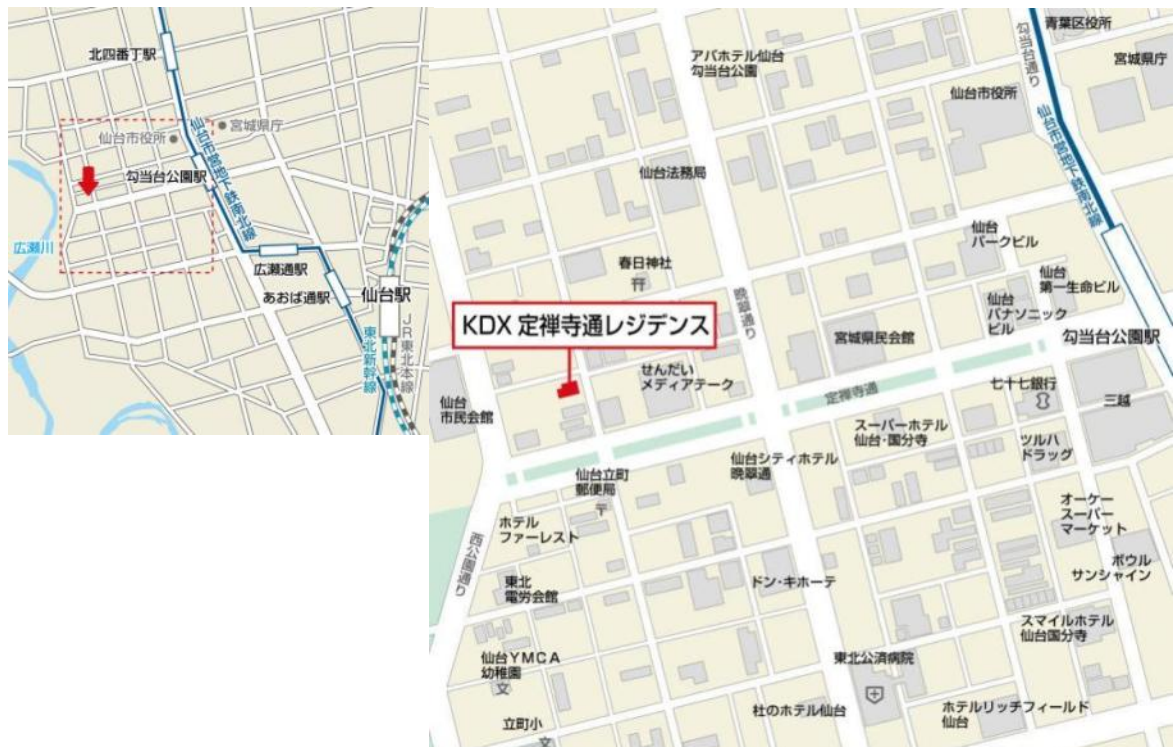 北四番丁駅
仙台市役所
宮城県庁
仙台市営地下鉄南北線
勾当台公園駅
広瀬川
広瀬通駅
あおば通駅
仙台駅
東北新幹線
JR東北本線
青葉区役所
勾当台通り
宮城県庁
アパホテル仙台
勾当台公園
仙台市役所
仙台市営地下鉄南北線
仙台法務局
仙台
パークビル
春日神社
仙台
第一生命ビル
晩翠通り
仙台
パナソニック
ビル
KDX 定禅寺通レジデンス
宮城県民会館
勾当台公園駅
せんだい
メディアテーク
仙台
市民会館
定禅寺通
七十七銀行
三越
スーパーホテル
仙台・国分寺
ツルハ
ドラッグ
仙台シティホテル
晩翠通
仙台立町
郵便局
オーケー
スーパー
マーケット
ホテル
ファーレスト
西公園通り
ボウル
サンシャイン
東北
電労会館
ドン・キホーテ
スマイルホテル
仙台国分寺
仙台YMCA
幼稚園
東北公済病院
杜のホテル仙台
ホテルリッチフィールド
仙台
立町小